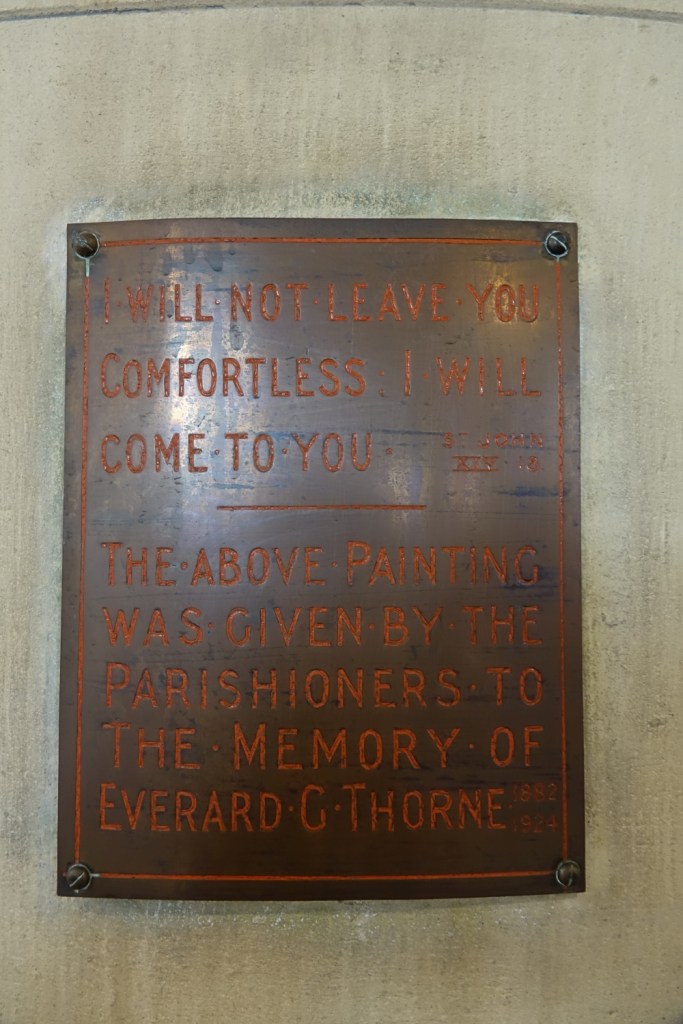 I·WILL·NOT·LEAVE·YOU
COMFORTLESS : I·WILL
COME·TO·YOU· ST JOHN
XIV·18
THE·ABOVE·PAINTING
WAS·GIVEN·BY·THE
PARISHIONERS·TO
THE·MEMORY·OF
EVERARD·G·THORNE 1882
1924